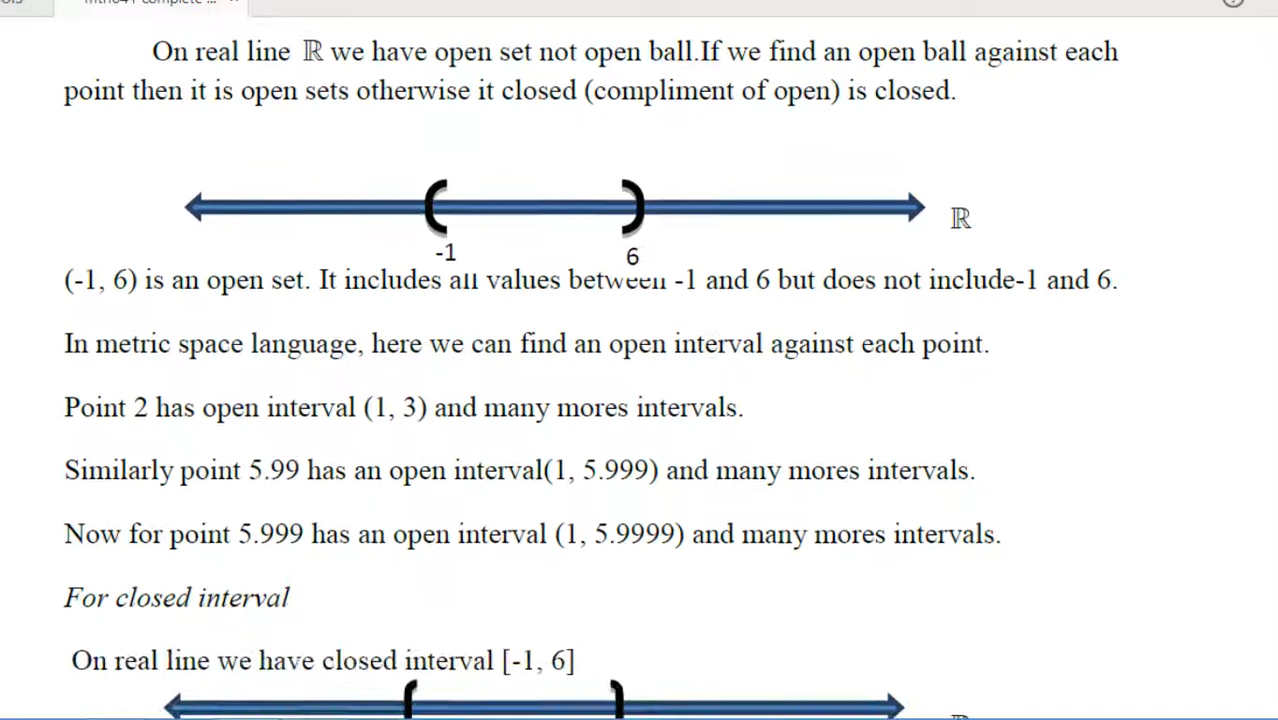 On real line ℝ we have open set not open ball.If we find an open ball against each
point then it is open sets otherwise it closed (compliment of open) is closed.
ℝ
-1
6
(-1, 6) is an open set. It includes all values between -1 and 6 but does not include-1 and 6.
In metric space language, here we can find an open interval against each point.
Point 2 has open interval (1, 3) and many mores intervals.
Similarly point 5.99 has an open interval(1, 5.999) and many mores intervals.
Now for point 5.999 has an open interval (1, 5.9999) and many mores intervals.
For closed interval
On real line we have closed interval [-1, 6]